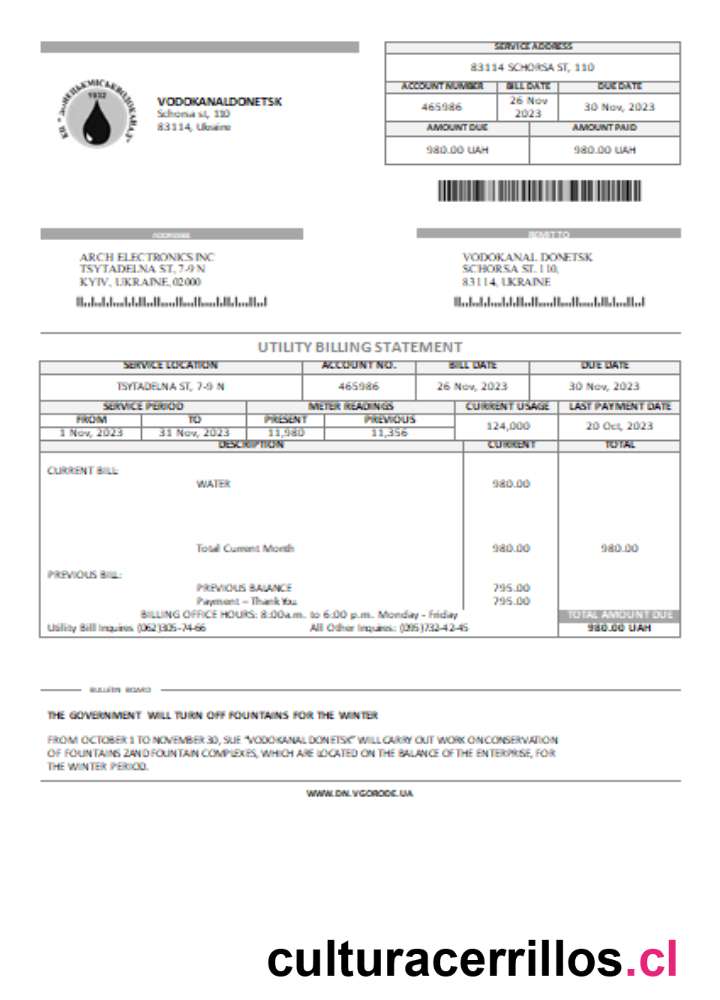 SERVICE ADDRESS
83114 SCHORSA ST, 110
ACCOUNT NUMBER BILL DATE DUE DATE
465986 26 Nov 2023 30 Nov, 2023
AMOUNT DUE AMOUNT PAID
980.00 UAH 980.00 UAH
1932
VODOKANALDONETSK
Schorsa st, 110
83114, Ukraine
ADDRESSEE REMIT TO
ARCH ELECTRONICS INC
TSYTADELNA ST, 7-9 N
KYIV, UKRAINE, 02000
VODOKANAL DONETSK
SCHORSA ST. 110,
83114, UKRAINE
UTILITY BILLING STATEMENT
SERVICE LOCATION ACCOUNT NO. BILL DATE DUE DATE
TSYTADELNA ST, 7-9 N 465986 26 Nov, 2023 30 Nov, 2023
SERVICE PERIOD METER READINGS CURRENT USAGE LAST PAYMENT DATE
FROM TO PRESENT PREVIOUS
1 Nov, 2023 31 Nov, 2023 11,980 11,356 124,000 20 Oct, 2023
DESCRIPTION CURRENT TOTAL
CURRENT BILL:
WATER 980.00
Total Current Month 980.00 980.00
PREVIOUS BILL:
PREVIOUS BALANCE 795.00
Payment – Thank You 795.00
BILLING OFFICE HOURS: 8:00a.m. to 6:00 p.m. Monday - Friday TOTAL AMOUNT DUE
Utility Bill Inquires (062)305-74-66 All Other Inquires: (095)732-42-45 980.00 UAH
BULLETIN BOARD
THE GOVERNMENT WILL TURN OFF FOUNTAINS FOR THE WINTER
FROM OCTOBER 1 TO NOVEMBER 30, SUE "VODOKANAL DONETSK" WILL CARRY OUT WORK ON CONSERVATION
OF FOUNTAINS 2AND FOUNTAIN COMPLEXES, WHICH ARE LOCATED ON THE BALANCE OF THE ENTERPRISE, FOR
THE WINTER PERIOD.
WWW.DN.VGORODE.UA
culturacerrillos.cl